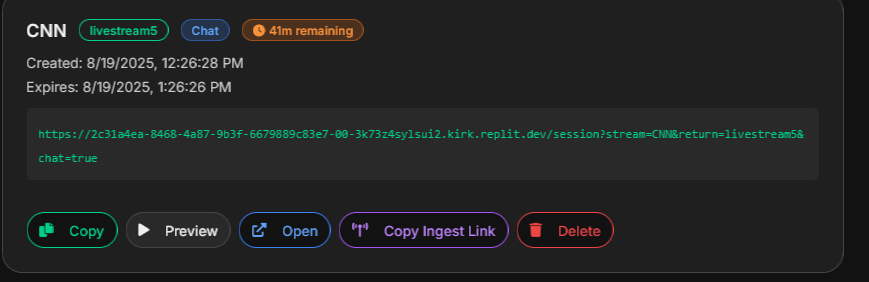 CNN livestream5 Chat 41m remaining
Created: 8/19/2025, 12:26:28 PM
Expires: 8/19/2025, 1:26:26 PM
https://2c31a4ea-8468-4a87-9b3f-6679889c83e7-00-3k73z4sylsui2.kirk.replit.dev/session?stream=CNN&return=livestream5&
chat=true
Copy Preview Open Copy Ingest Link Delete